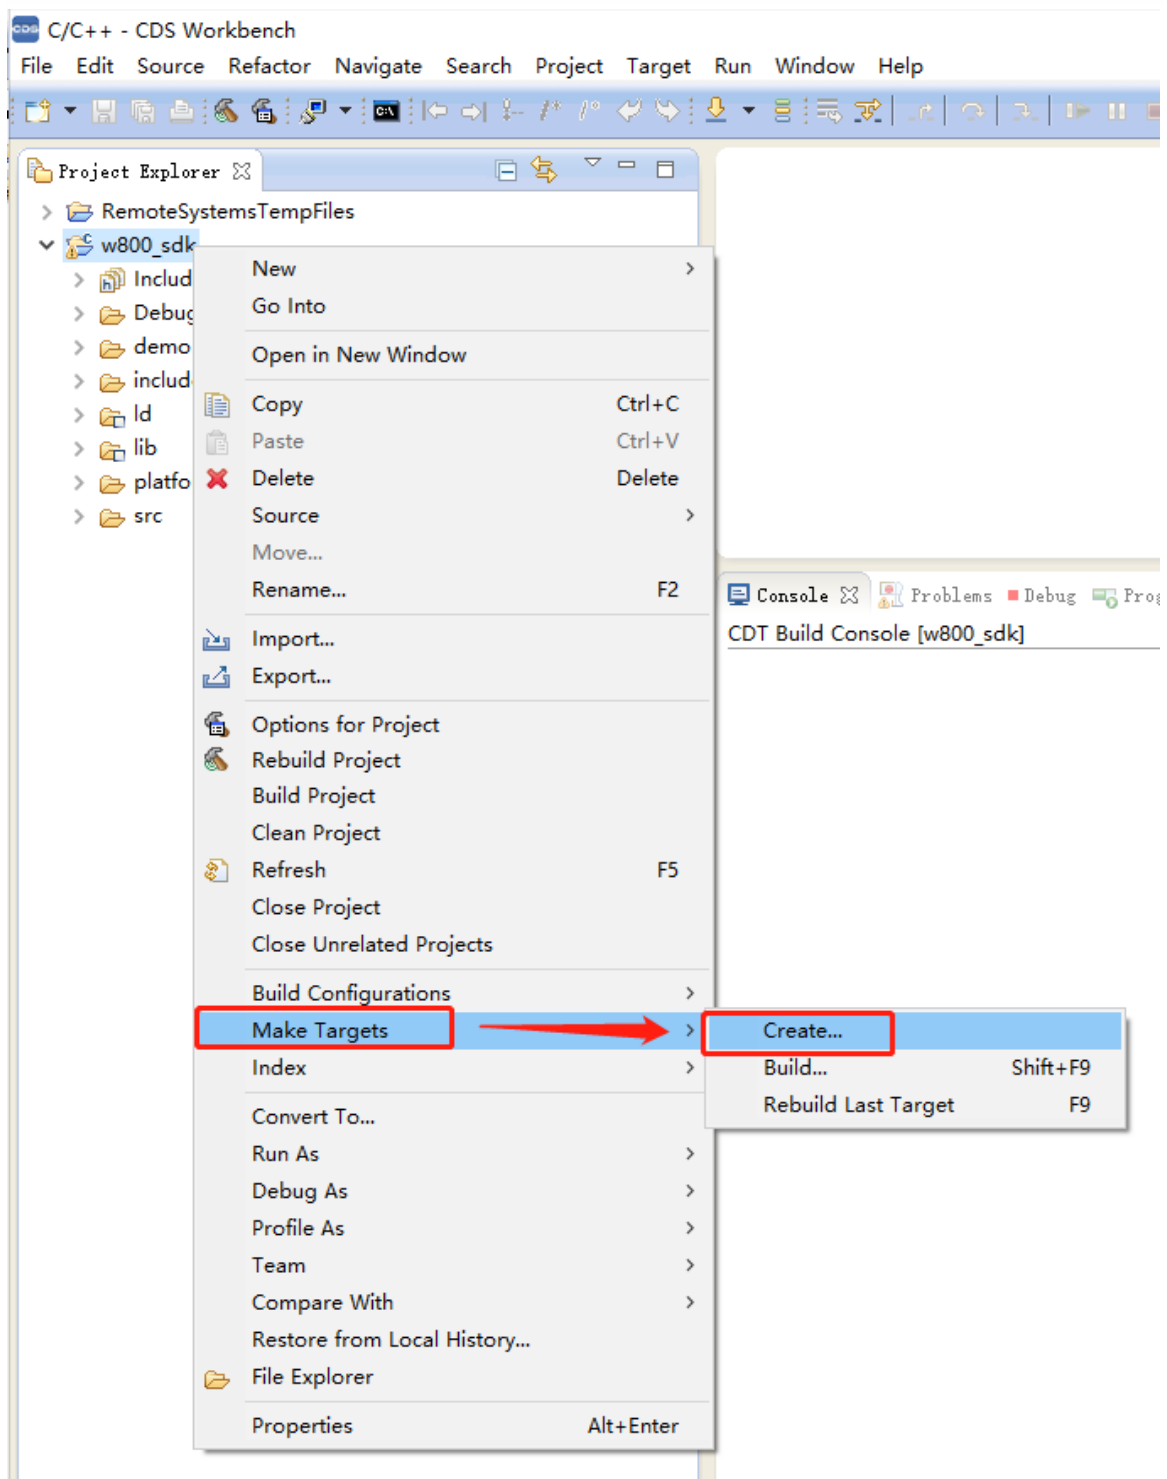 CDS C/C++ - CDS Workbench
File Edit Source Refactor Navigate Search Project Target Run Window Help
Project Explorer
RemoteSystemsTempFiles
w800_sdk
Includ
Debug
demo
includ
ld
lib
platfo
src
New
Go Into
Open in New Window
Copy Ctrl+C
Paste Ctrl+V
Delete Delete
Source
Move...
Rename... F2
Import...
Export...
Options for Project
Rebuild Project
Build Project
Clean Project
Refresh F5
Close Project
Close Unrelated Projects
Build Configurations
Make Targets
Index
Convert To...
Run As
Debug As
Profile As
Team
Compare With
Restore from Local History...
File Explorer
Properties Alt+Enter
Create...
Build... Shift+F9
Rebuild Last Target F9
Console Problems Debug Prog
CDT Build Console [w800_sdk]